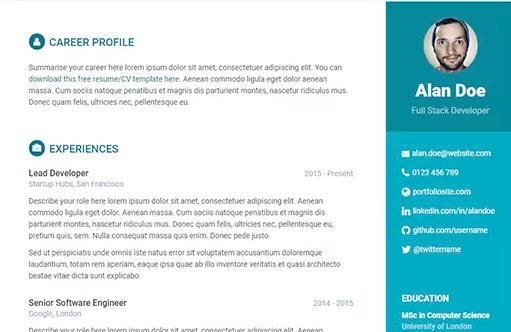 CAREER PROFILE
Summarise your career here lorem ipsum dolor sit amet, consectetuer adipiscing elit. You can
download this free resume/CV template here. Aenean commodo ligula eget dolor aenean
massa. Cum sociis natoque penatibus et magnis dis parturient montes, nascetur ridiculus mus.
Donec quam felis, ultricies nec, pellentesque eu.
EXPERIENCES
Lead Developer
2015 - Present
Startup Hubs, San Francisco
Describe your role here lorem ipsum dolor sit amet, consectetuer adipiscing elit. Aenean
commodo ligula eget dolor. Aenean massa. Cum sociis natoque penatibus et magnis dis
parturient montes, nascetur ridiculus mus. Donec quam felis, ultricies nec, pellentesque eu,
pretium quis, sem. Nulla consequat massa quis enim. Donec pede justo.
Sed ut perspiciatis unde omnis iste natus error sit voluptatem accusantium doloremque
laudantium, totam rem aperiam, eaque ipsa quae ab illo inventore veritatis et quasi architecto
beatae vitae dicta sunt explicabo.
Senior Software Engineer
2014 - 2015
Google, London
Describe your role here lorem ipsum dolor sit amet, consectetuer adipiscing elit. Aenean
Alan Doe
Full Stack Developer
alan.doe@website.com
0123 456 789
portfoliosite.com
linkedin.com/in/alandoe
github.com/username
@twittername
EDUCATION
MSc in Computer Science
University of London